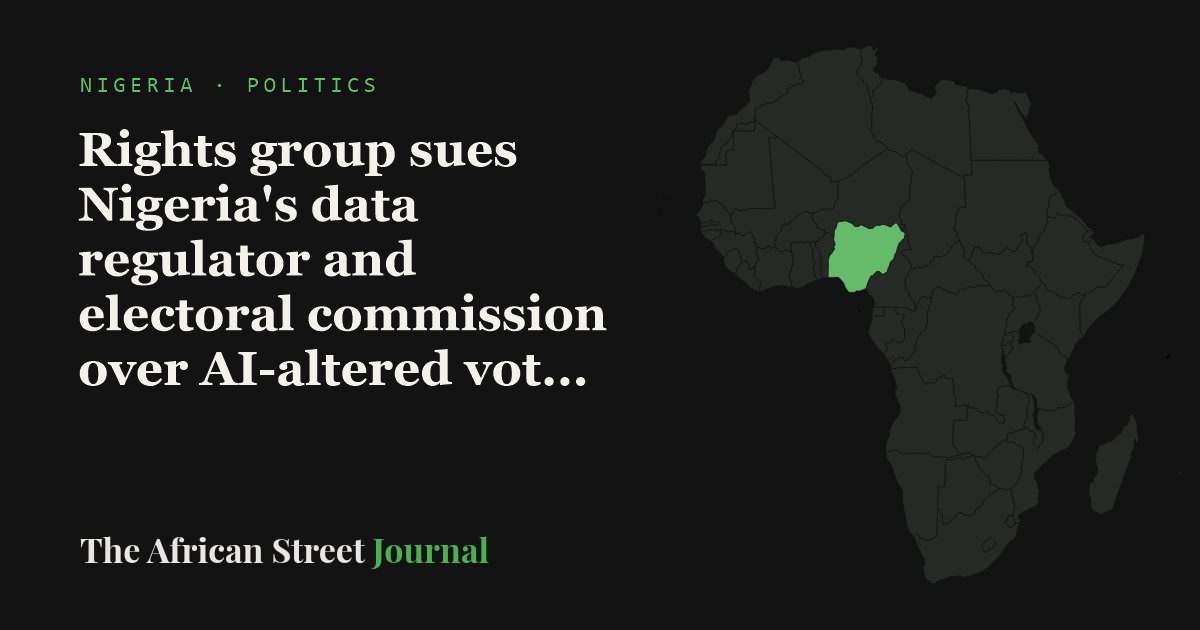 NIGERIA · POLITICS
Rights group sues
Nigeria's data
regulator and
electoral commission
over AI-altered vot...
The African Street Journal